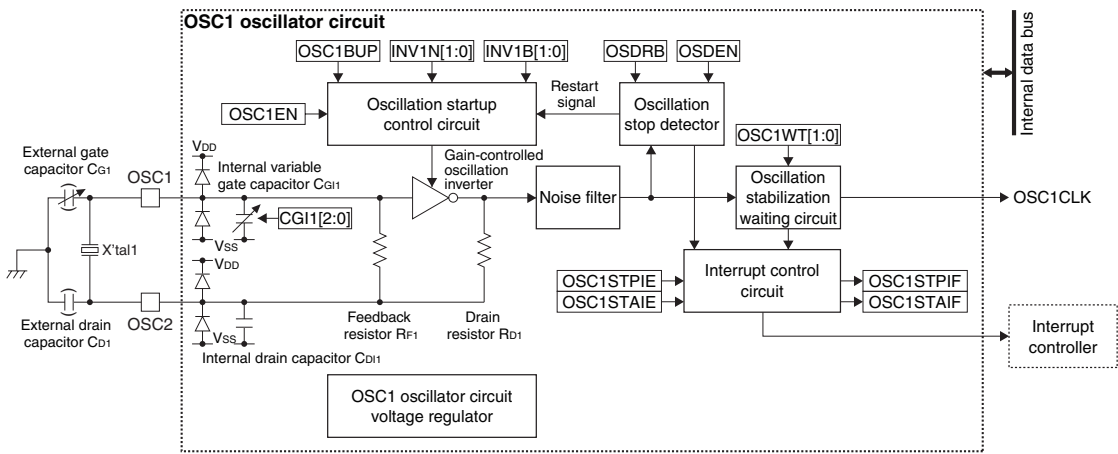 OSC1 oscillator circuit
OSC1BUP
INV1N[1:0]
INV1B[1:0]
OSDRB
OSDEN
Internal data bus
Restart
signal
OSC1EN
Oscillation startup
control circuit
Oscillation
stop detector
OSC1WT[1:0]
External gate
capacitor CG1
OSC1
VDD
Internal variable
gate capacitor CGI1
Gain-controlled
oscillation
inverter
Noise filter
Oscillation
stabilization
waiting circuit
OSC1CLK
CGI1[2:0]
VSS
X'tal1
VDD
OSC1STPIE
OSC1STAIE
Interrupt control
circuit
OSC1STPIF
OSC1STAIF
External drain
capacitor CD1
OSC2
VSS
Internal drain capacitor CDI1
Feedback
resistor RF1
Drain
resistor RD1
Interrupt
controller
OSC1 oscillator circuit
voltage regulator